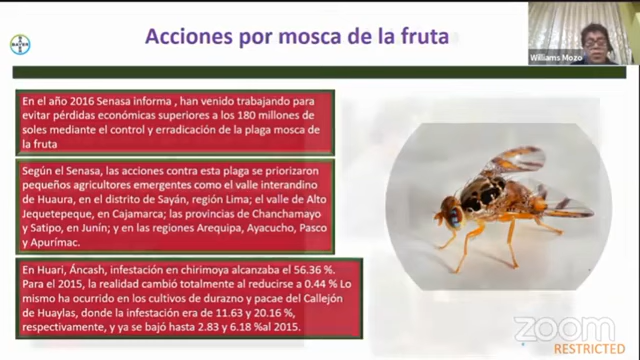 Acciones por mosca de la fruta
BAYER
Williams Mozo
En el año 2016 Senasa informa , han venido trabajando para
evitar pérdidas económicas superiores a los 180 millones de
soles mediante el control y erradicación de la plaga mosca de
la fruta
Según el Senasa, las acciones contra esta plaga se priorizaron
pequeños agricultores emergentes como el valle interandino
de Huaura, en el distrito de Sayán, región Lima; el valle de Alto
Jequetepeque, en Cajamarca; las provincias de Chanchamayo
y Satipo, en Junín; y en las regiones Arequipa, Ayacucho, Pasco
y Apurímac.
En Huari, Áncash, infestación en chirimoya alcanzaba el 56.36 %.
Para el 2015, la realidad cambió totalmente al reducirse a 0.44 % Lo
mismo ha ocurrido en los cultivos de durazno y pacae del Callejón
de Huaylas, donde la infestación era de 11.63 y 20.16 %,
respectivamente, y ya se bajó hasta 2.83 y 6.18 %al 2015.
zoom
RESTRICTED